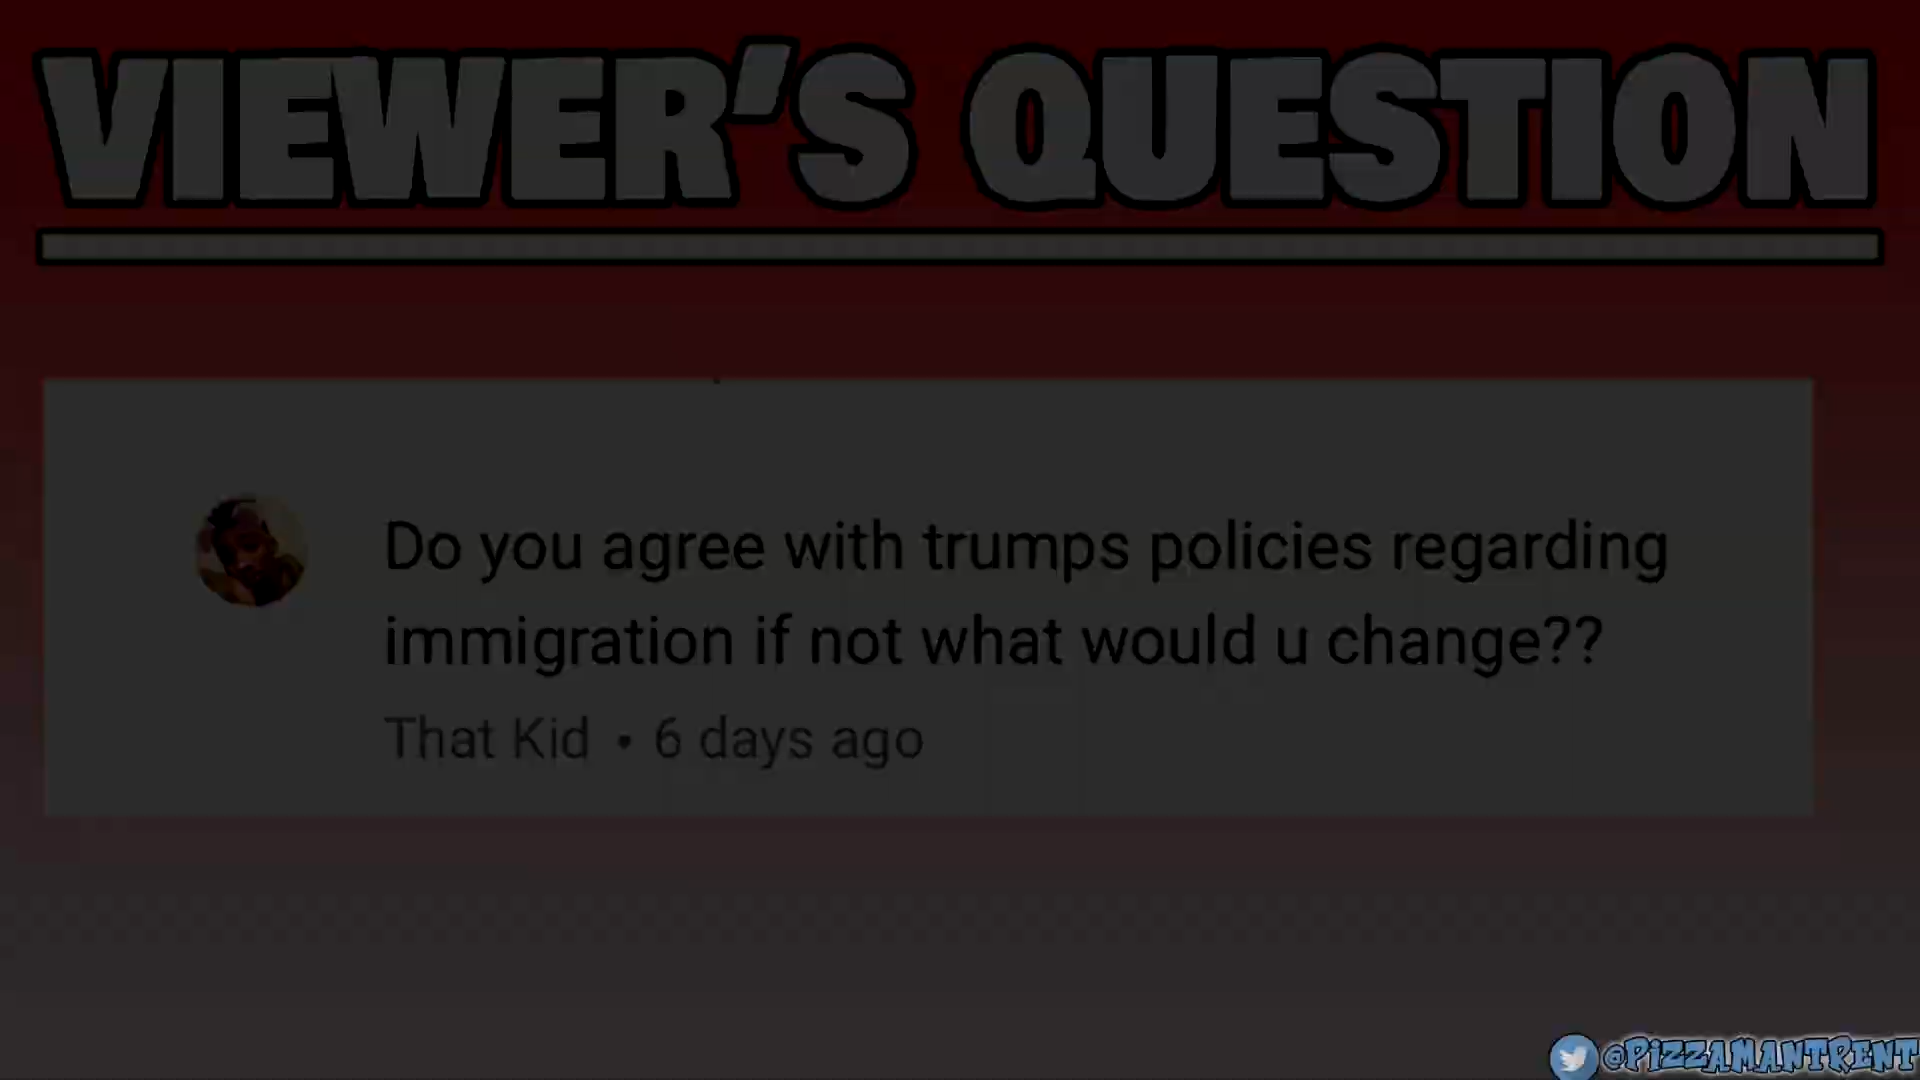 VIEWER'S QUESTION
Do you agree with trumps policies regarding
immigration if not what would u change??
That Kid • 6 days ago
@PIZZAMANTRENT